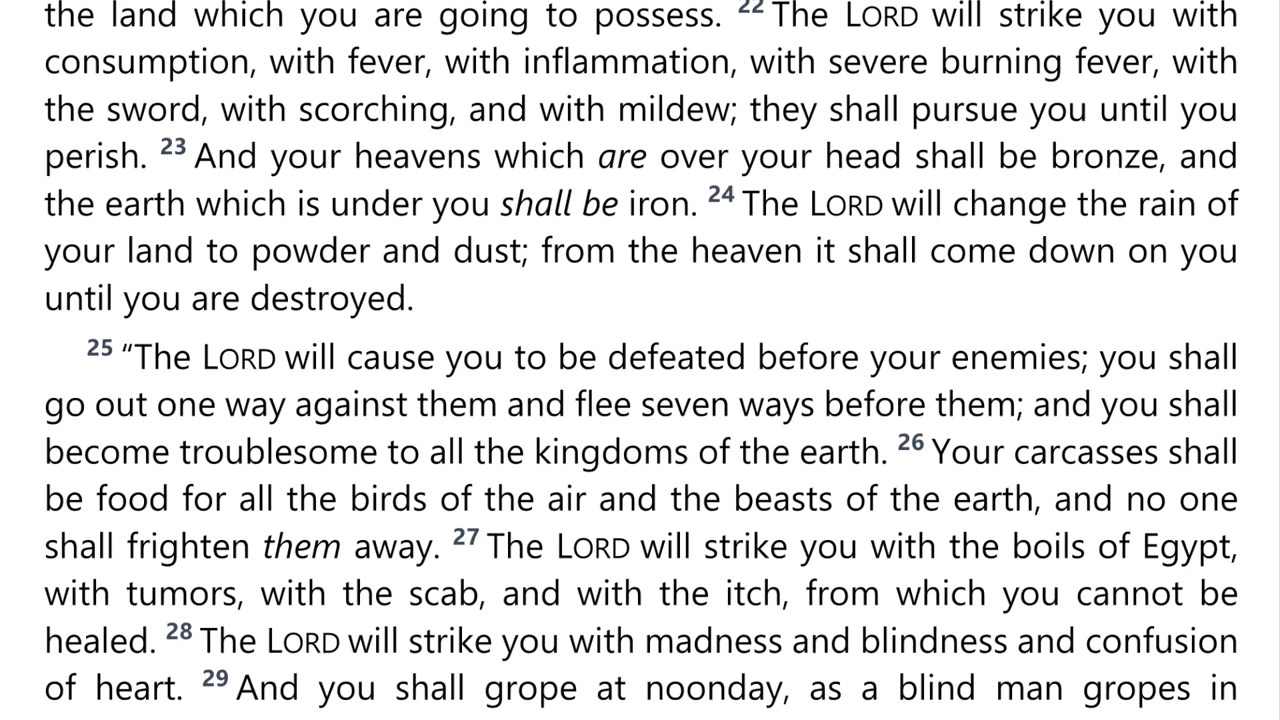 the land which you are going to possess. 22 The LORD will strike you with
consumption, with fever, with inflammation, with severe burning fever, with
the sword, with scorching, and with mildew; they shall pursue you until you
perish. 23 And your heavens which are over your head shall be bronze, and
the earth which is under you shall be iron. 24 The LORD will change the rain of
your land to powder and dust; from the heaven it shall come down on you
until you are destroyed.
25 “The LORD will cause you to be defeated before your enemies; you shall
go out one way against them and flee seven ways before them; and you shall
become troublesome to all the kingdoms of the earth. 26 Your carcasses shall
be food for all the birds of the air and the beasts of the earth, and no one
shall frighten them away. 27 The LORD will strike you with the boils of Egypt,
with tumors, with the scab, and with the itch, from which you cannot be
healed. 28 The LORD will strike you with madness and blindness and confusion
of heart. 29 And you shall grope at noonday, as a blind man gropes in